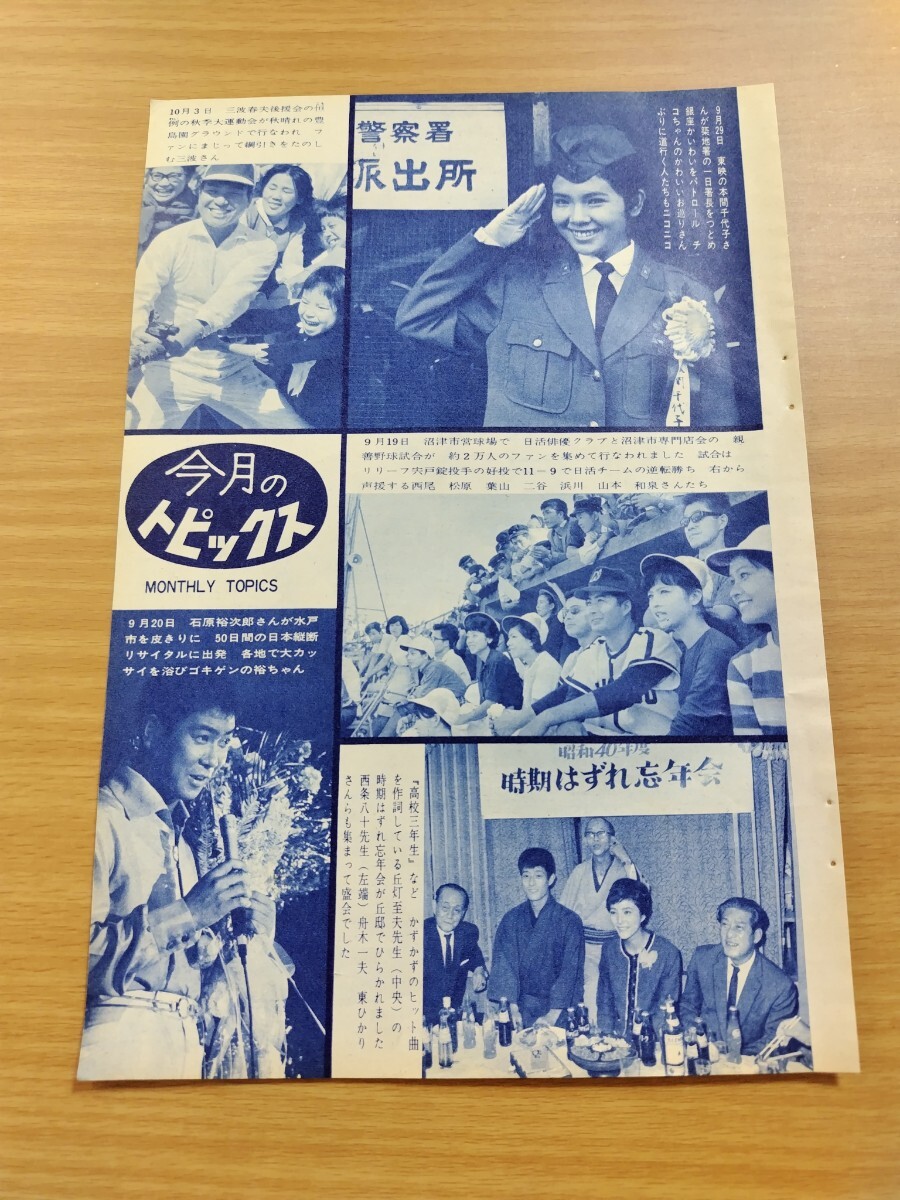 10月3日 三波春夫後援会の恒
例の秋季大運動会が秋晴れの豊
島園グラウンドで行なわれ フ
ァンにまじって綱引きをたのし
む三波さん
警察署
派出所
9月29日 東映の本間千代子さ
んが築地署の一日署長をつとめ
銀座かいわいをパトロール チ
コちゃんのかわいいお巡りさん
ぶりに道行く人たちもニコニコ
千代子
9月19日 沼津市営球場で 日活俳優クラブと沼津市専門店会の 親
善野球試合が 約2万人のファンを集めて行なわれました 試合は
リリーフ宍戸錠投手の好投で11－9で日活チームの逆転勝ち 右から
声援する西尾 松原 葉山 二谷 浜川 山本 和泉さんたち
今月の
トピックス
MONTHLY TOPICS
9月20日 石原裕次郎さんが水戸
市を皮きりに 50日間の日本縦断
リサイタルに出発 各地で大カッ
サイを浴びゴキゲンの裕ちゃん
昭和40年度
時期はずれ忘年会
『高校三年生』など かずかずのヒット曲
を作詞している丘灯至夫先生（中央）の
時期はずれ忘年会が丘邸でひらかれました
西条八十先生（左端）舟木一夫 東ひかり
さんらも集まって盛会でした